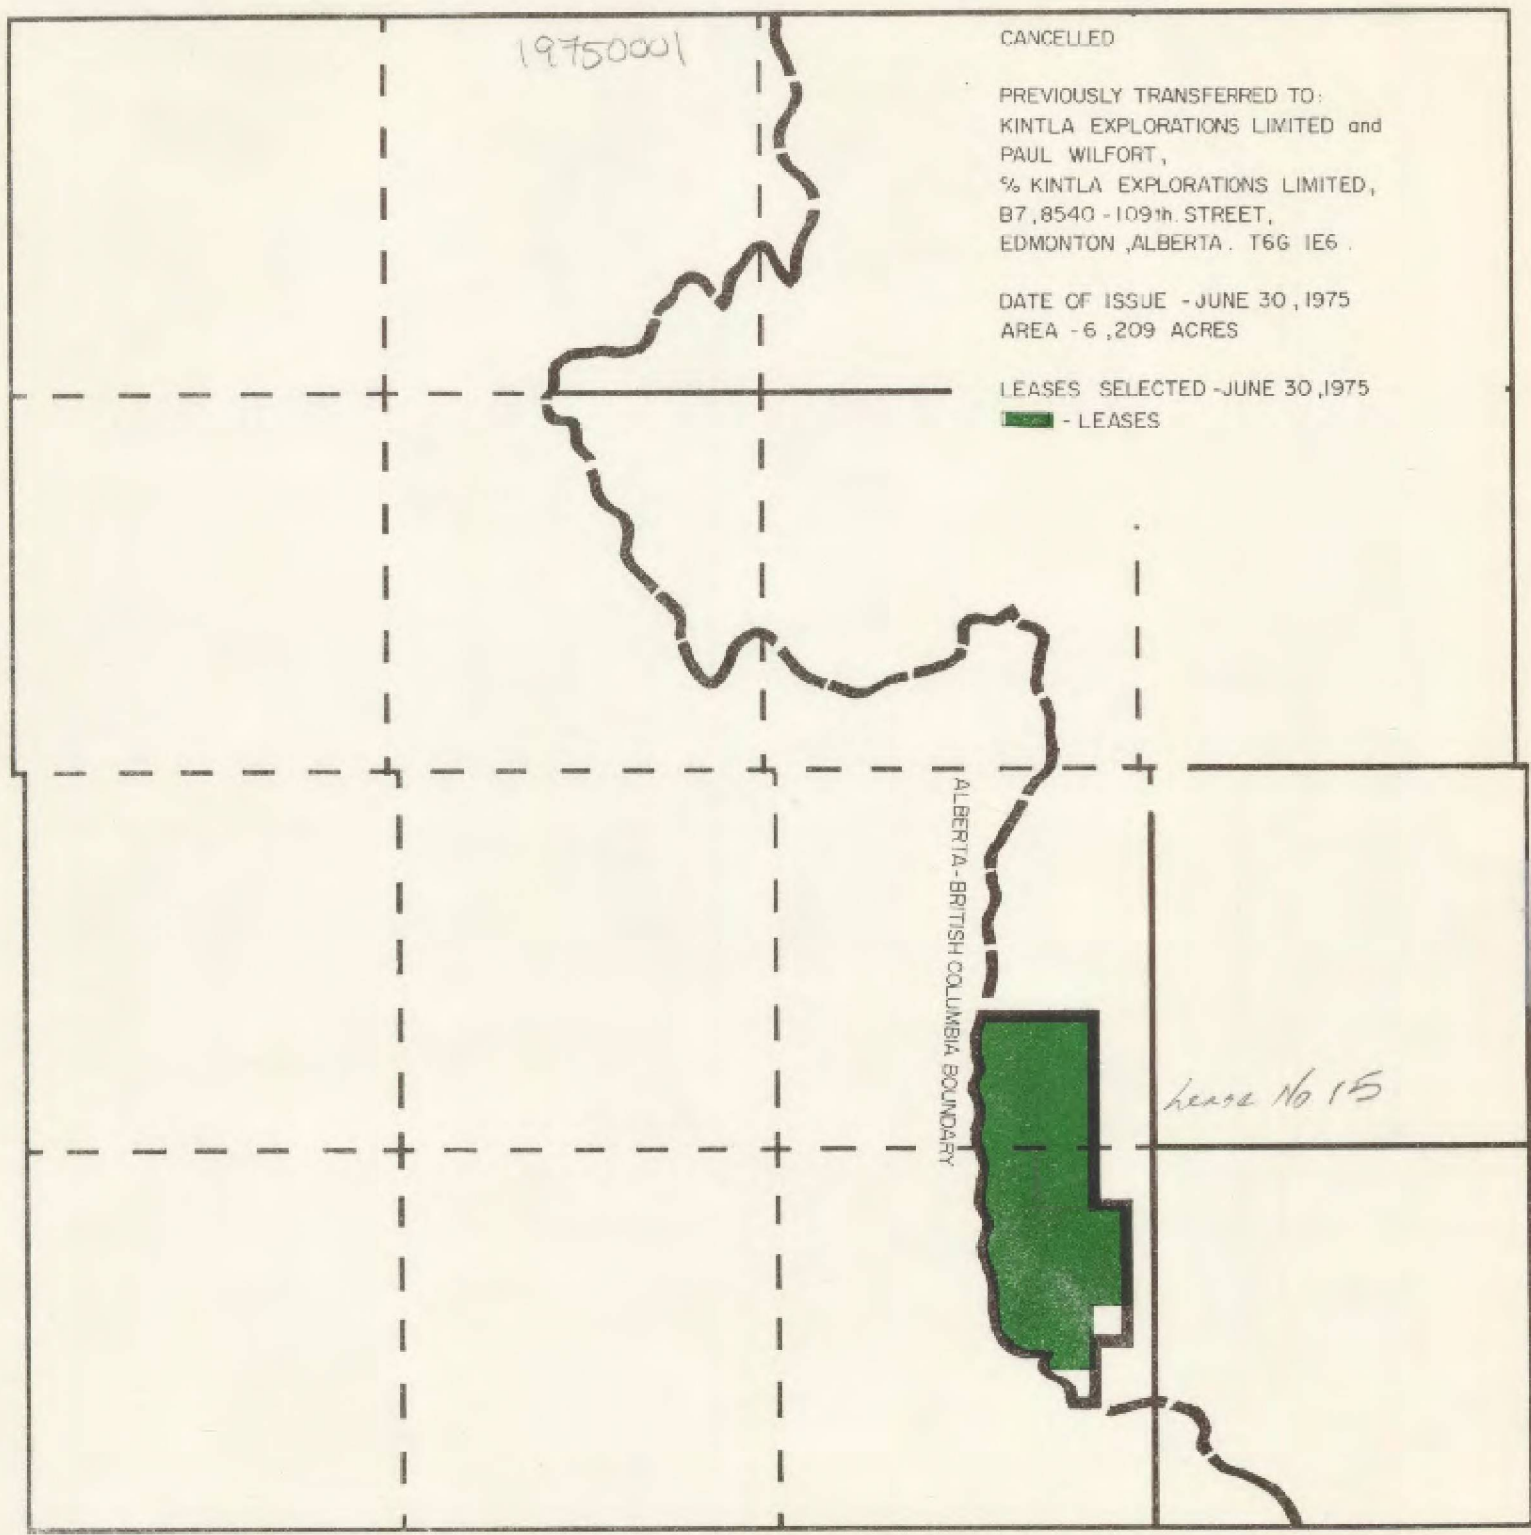 19750001
CANCELLED
PREVIOUSLY TRANSFERRED TO:
KINTLA EXPLORATIONS LIMITED and
PAUL WILFORT,
% KINTLA EXPLORATIONS LIMITED,
B7,8540-109th. STREET,
EDMONTON, ALBERTA. T6G 1E6.
DATE OF ISSUE - JUNE 30, 1975
AREA - 6,209 ACRES
LEASES SELECTED - JUNE 30, 1975
- LEASES
ALBERTA - BRITISH COLUMBIA BOUNDARY
Lease No 15